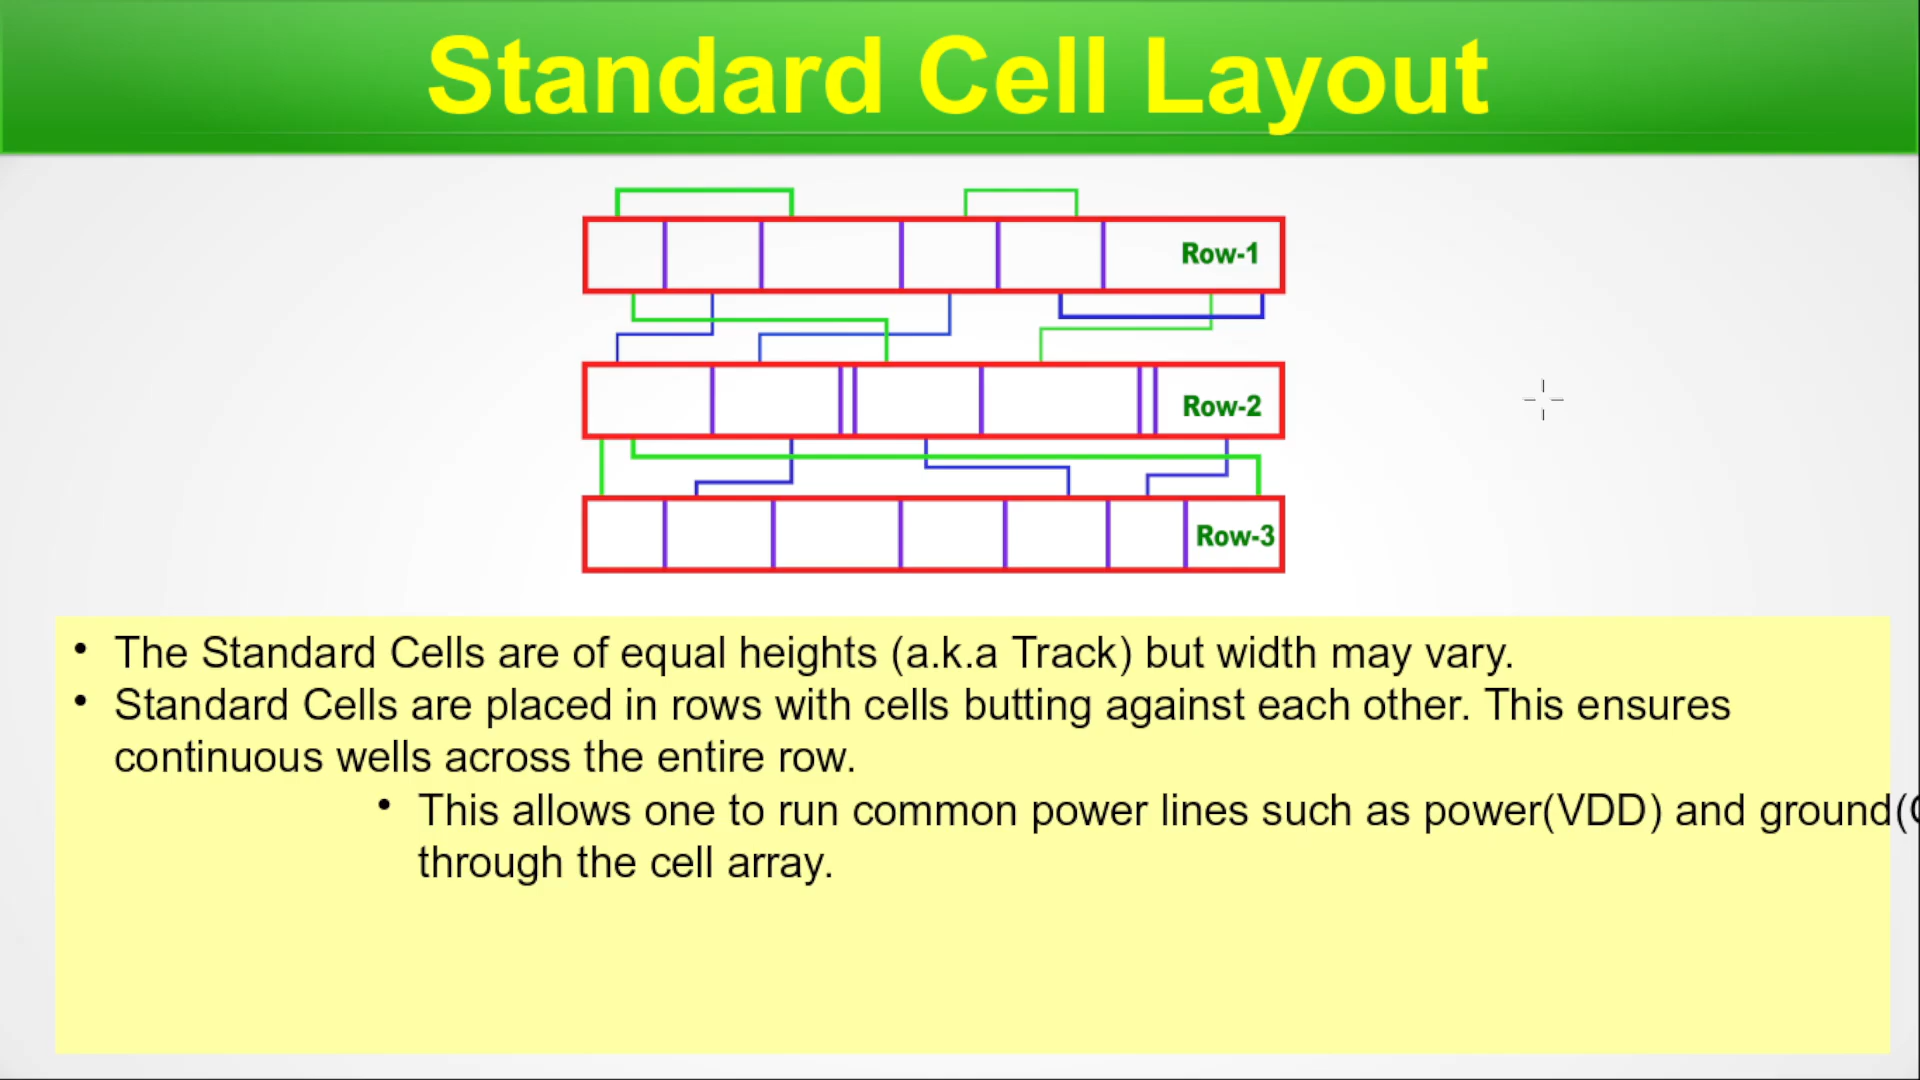 Standard Cell Layout
Row-1
Row-2
Row-3
• The Standard Cells are of equal heights (a.k.a Track) but width may vary.
• Standard Cells are placed in rows with cells butting against each other. This ensures
continuous wells across the entire row.
• This allows one to run common power lines such as power(VDD) and ground(
through the cell array.